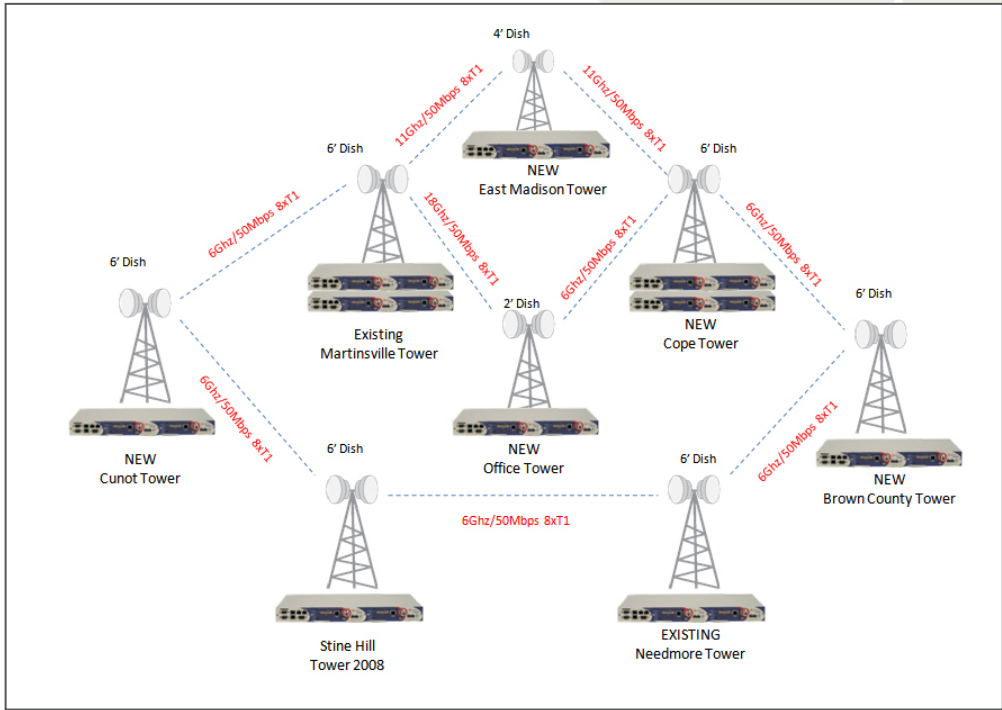 4' Dish
11Ghz/50Mbps 8xT1
11Ghz/50Mbps 8xT1
6' Dish
NEW
East Madison Tower
6' Dish
6Ghz/50Mbps 8xT1
18Ghz/50Mbps 8xT1
6Ghz/50Mbps 8xT1
6Ghz/50Mbps 8xT1
6' Dish
Existing
Martinsville Tower
2' Dish
NEW
Cope Tower
6' Dish
NEW
Cunot Tower
6Ghz/50Mbps 8xT1
6' Dish
NEW
Office Tower
6' Dish
6Ghz/50Mbps 8xT1
NEW
Brown County Tower
6Ghz/50Mbps 8xT1
Stine Hill
Tower 2008
EXISTING
Needmore Tower